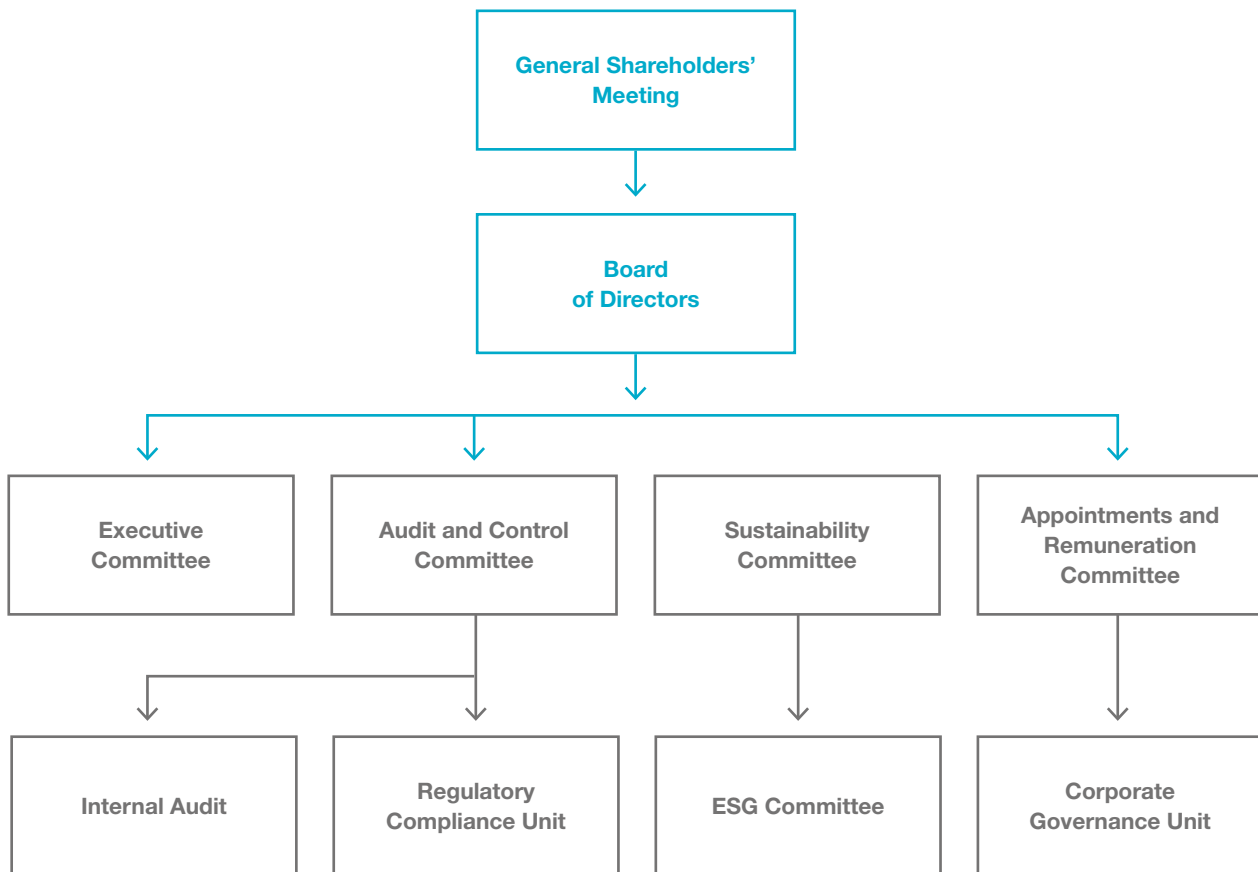 General Shareholders’
Meeting
Board
of Directors
Executive
Committee
Audit and Control
Committee
Sustainability
Committee
Appointments and
Remuneration
Committee
Internal Audit
Regulatory
Compliance Unit
ESG Committee
Corporate
Governance Unit